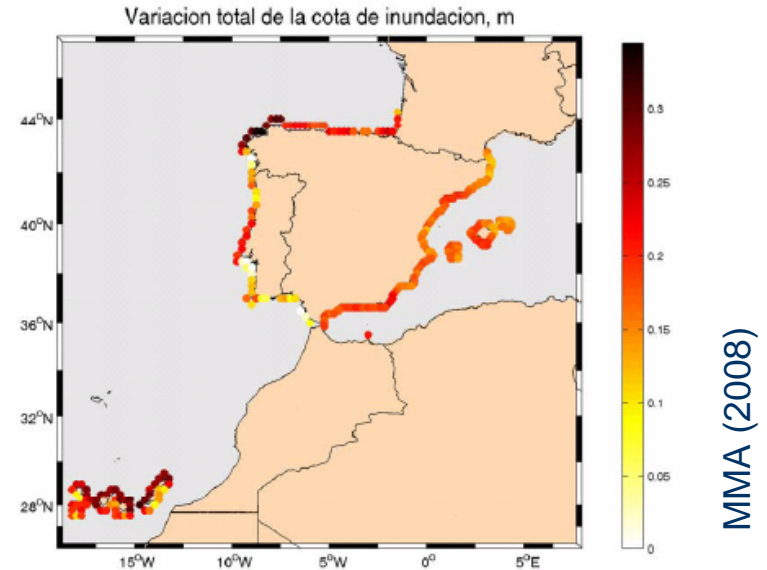 Variacion total de la cota de inundacion, m
44°N
40°N
36°N
32°N
28°N
15°W
10°W
5°W
0°
5°E
0.3
0.25
0.2
0.15
0.1
0.05
0
MMA (2008)